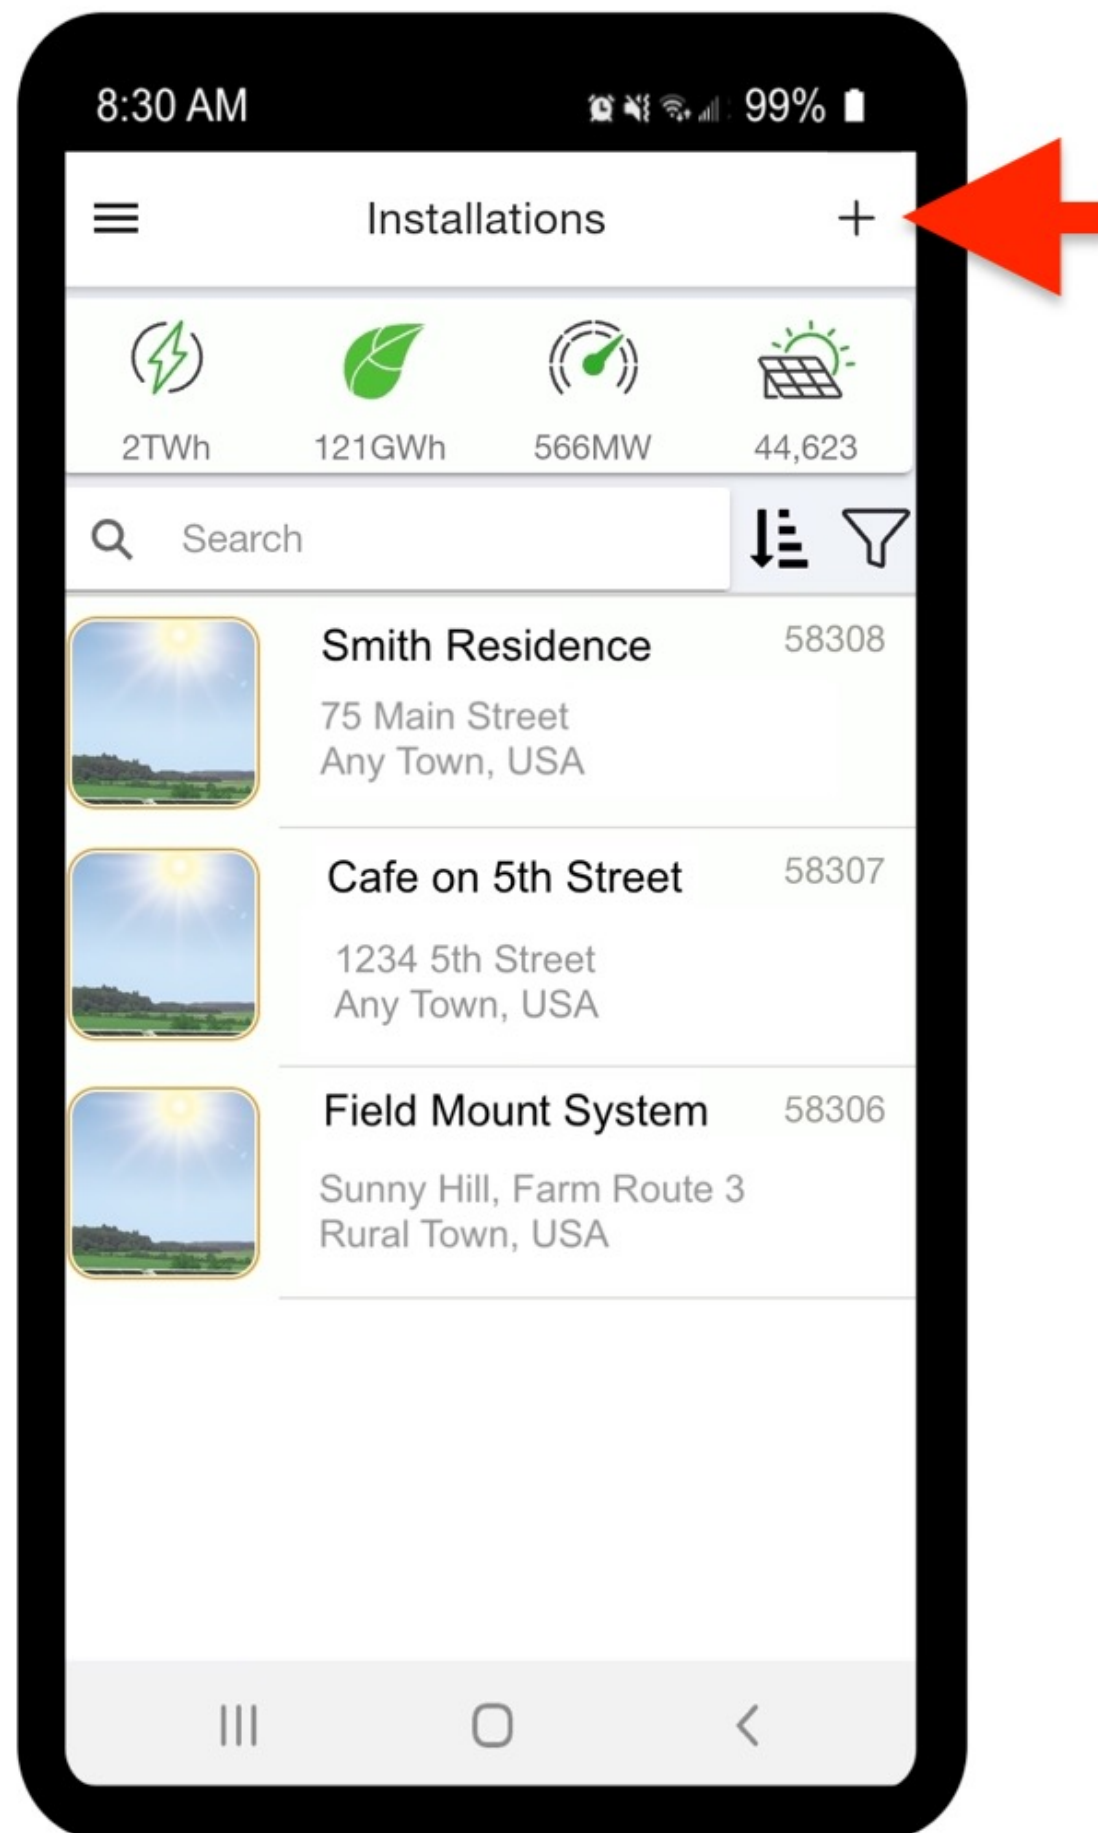 8:30 AM 99%
Installations +
2TWh 121GWh 566MW 44,623
Search
Smith Residence 58308
75 Main Street
Any Town, USA
Cafe on 5th Street 58307
1234 5th Street
Any Town, USA
Field Mount System 58306
Sunny Hill, Farm Route 3
Rural Town, USA